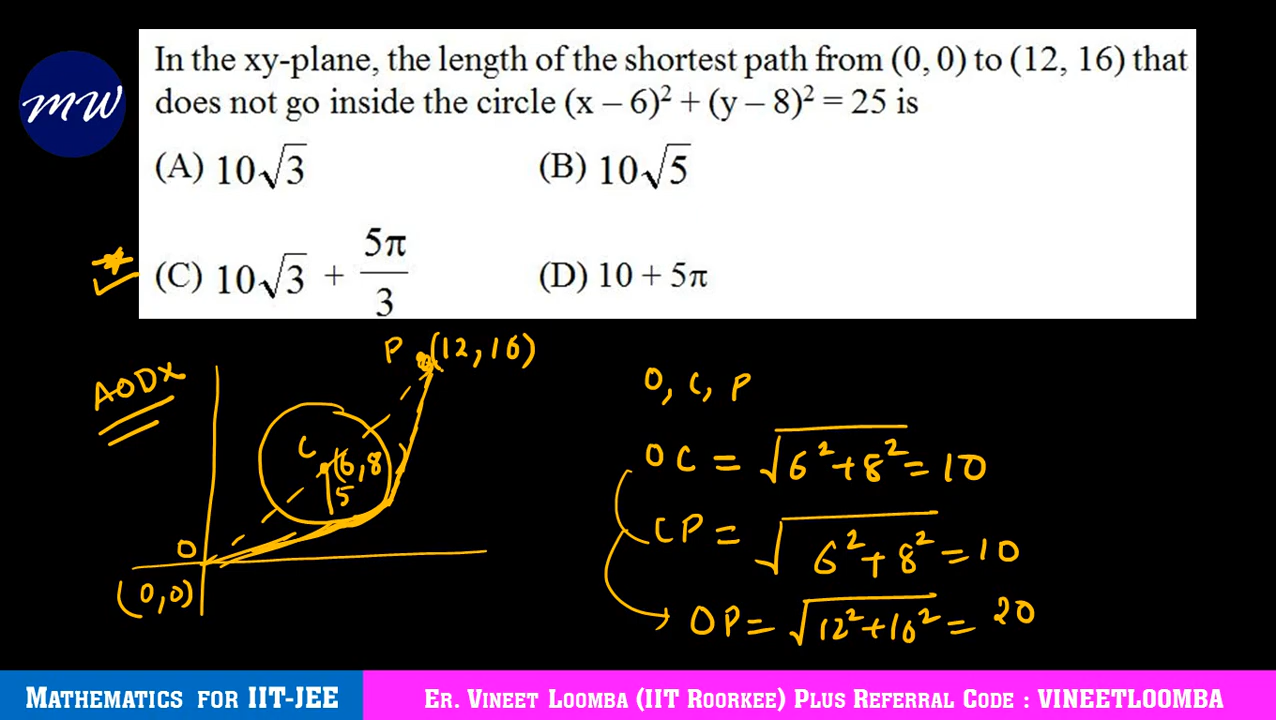 MW
In the xy-plane, the length of the shortest path from (0, 0) to (12, 16) that
does not go inside the circle (x – 6)² + (y – 8)² = 25 is
(A) 10√3 (B) 10√5
(C) 10√3 + 5π/3 (D) 10 + 5π
P (12, 16)
AODX
C (6, 8)
5
O
(0, 0)
O, C, P
OC = √6²+8² = 10
CP = √6²+8² = 10
OP = √12²+16² = 20
MATHEMATICS FOR IIT-JEE
ER. VINEET LOOMBA (IIT ROORKEE) PLUS REFERRAL CODE : VINEETLOOMBA